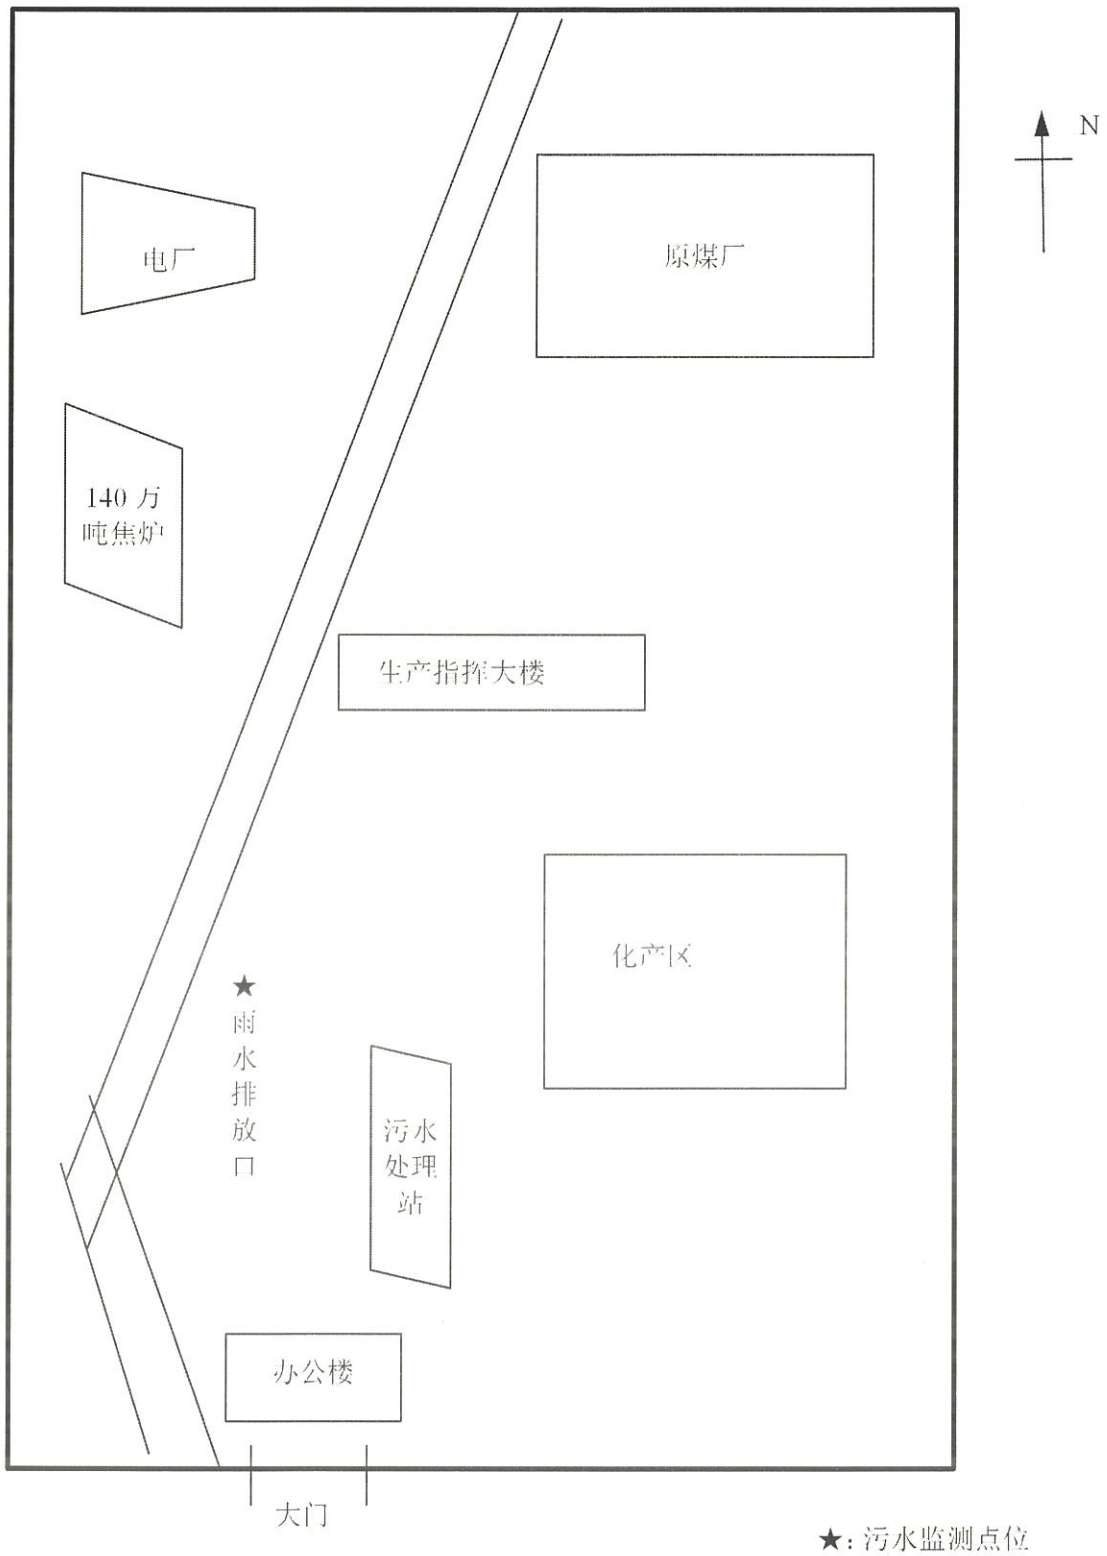 N
电厂
原煤厂
140 万
吨焦炉
生产指挥大楼
化产区
★
雨
水
排
放
口
污水
处理
站
办公楼
大门
★: 污水监测点位